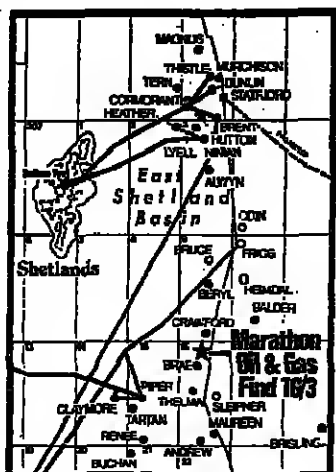 MAGNUS
THISTLE MURCHISON
TERN DUNLIN
STATFJORD
CORMORANT
HEATHER
BRENT
HUTTON
LYELL NINIAN
East
Shetland
Basin
ALWYN
ODIN
Shetlands
BRUCE
FRIGG
BERYL
HEIMDAL
BALDER
CRAWFORD
Marathon
Oil & Gas
Find 16/3
BRAE
PIPER
CLAYMORE
TARTAN
THELMA
SLEIPNER
RENEE
MAUREEN
BUCHAN
ANDREW
BRISLING